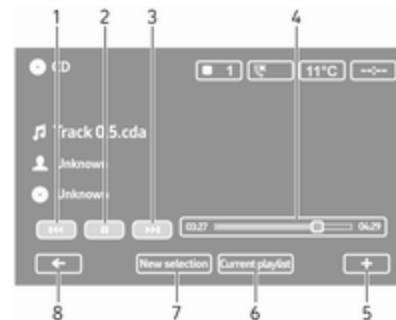 1 2 3 4
CD
1
11°C
--:--
Track 05.cda
Unknown
Unknown
03:27 04:29
New selection Current playlist +
8 7 6 5